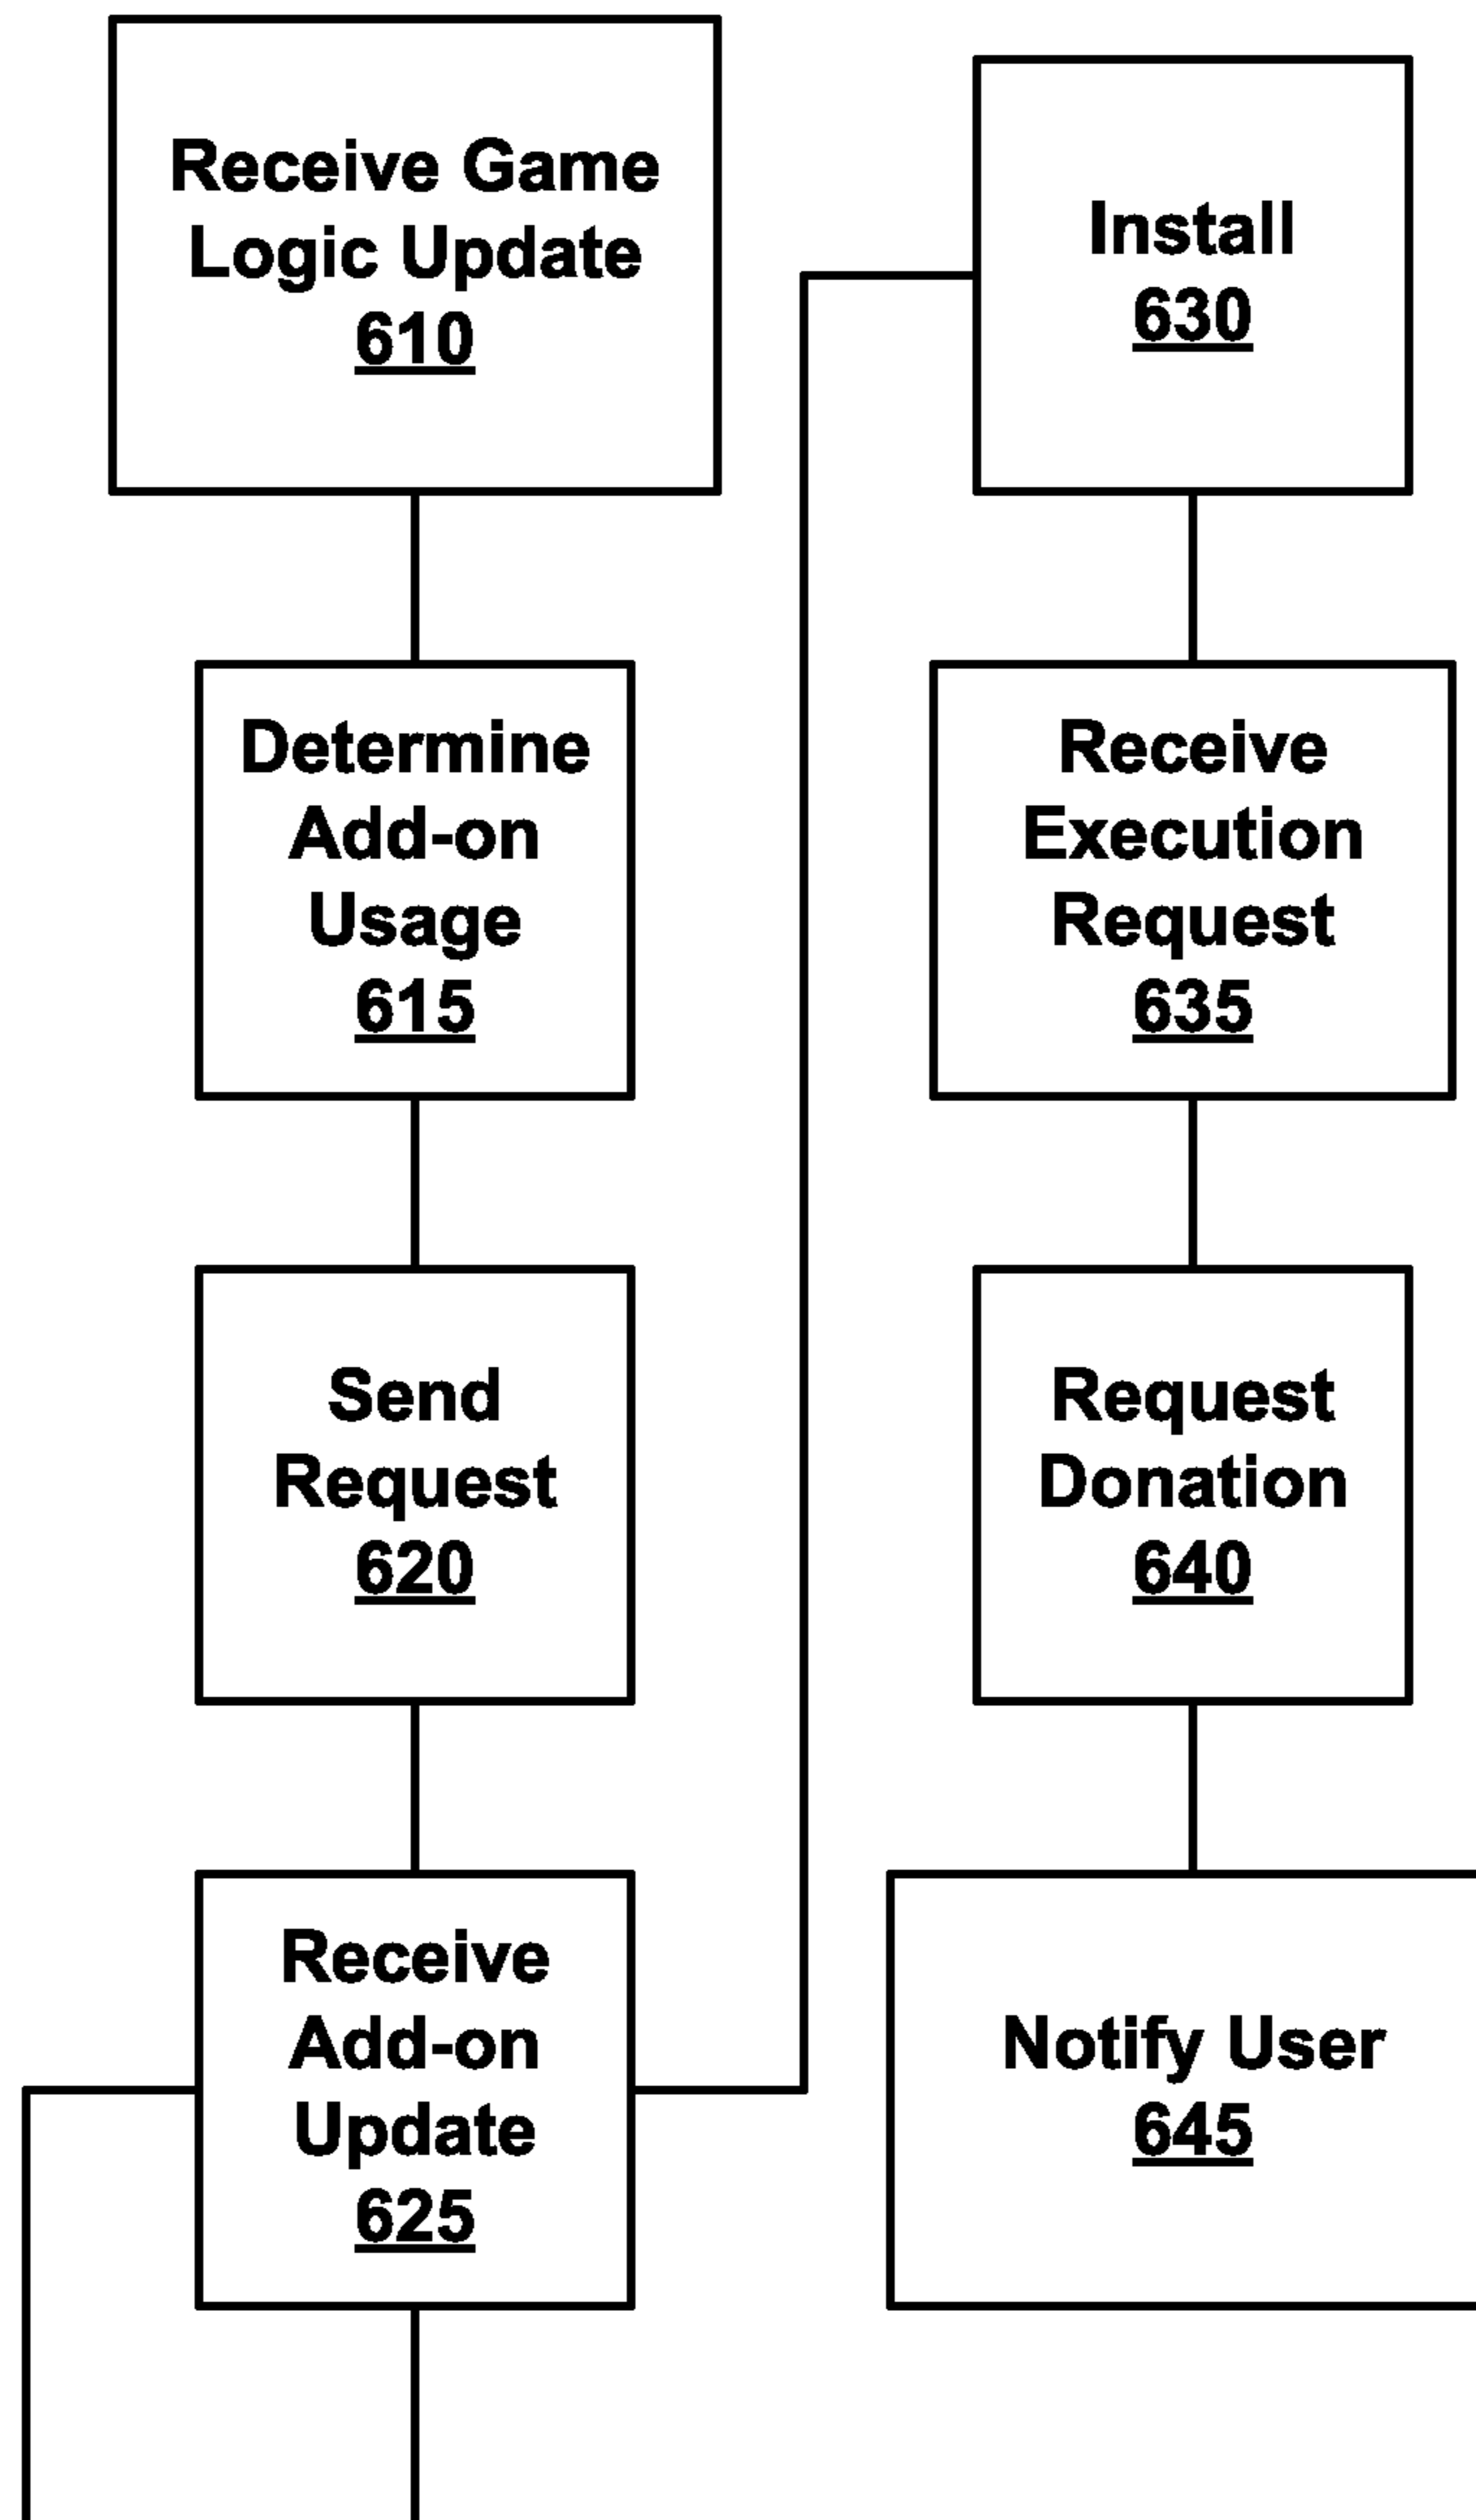 Receive Game
Logic Update
610
Determine
Add-on
Usage
615
Send
Request
620
Receive
Add-on
Update
625
Install
630
Receive
Execution
Request
635
Request
Donation
640
Notify User
645